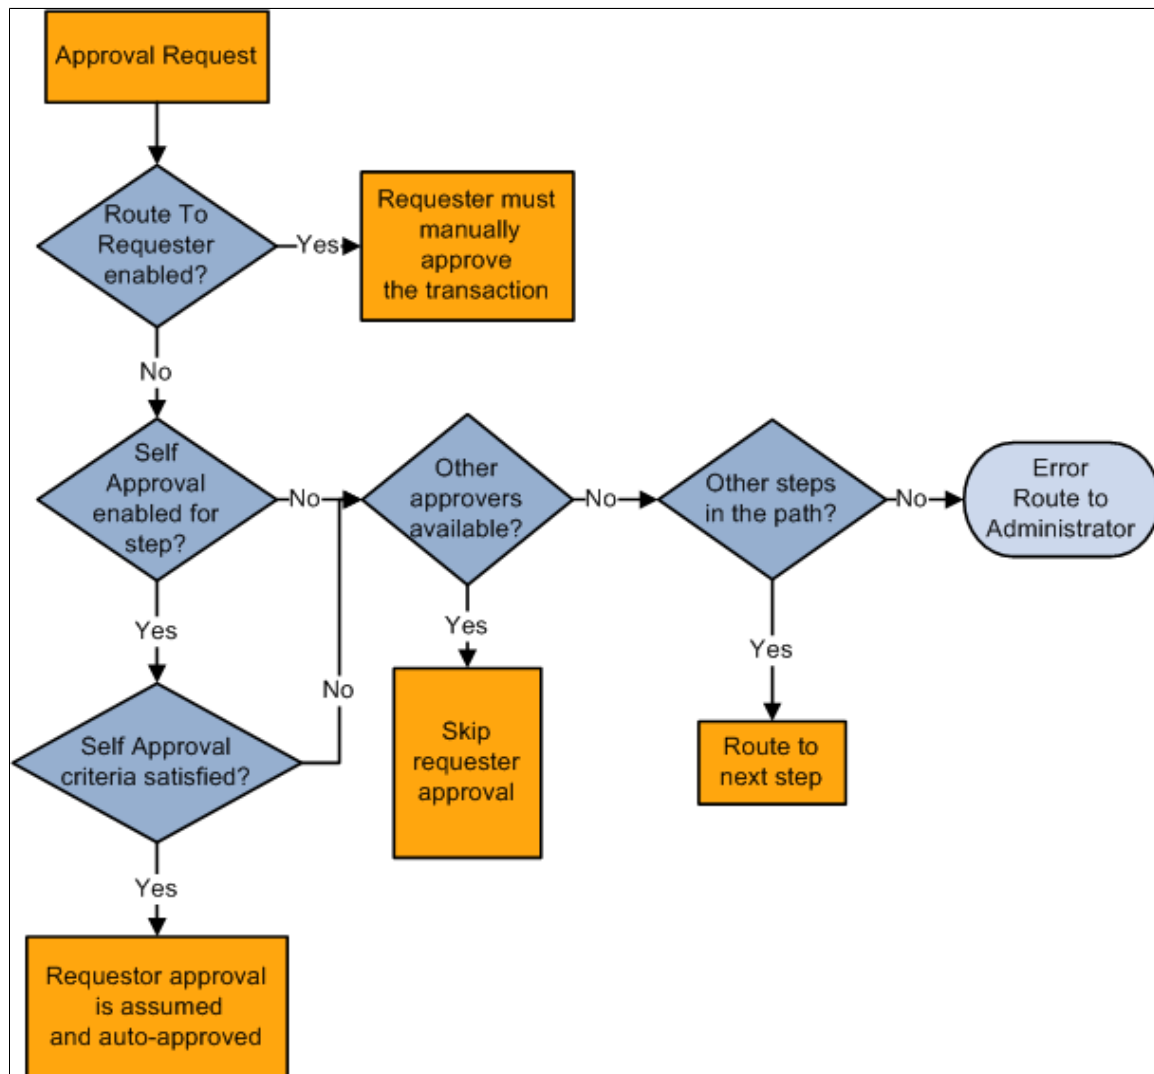 Approval Request
Route To
Requester
enabled?
Yes
Requester must
manually
approve
the transaction
No
Self
Approval
enabled for
step?
No
Other
approvers
available?
No
Other steps
in the path?
No
Error
Route to
Administrator
Yes
Yes
Yes
No
Self Approval
criteria satisfied?
Skip
requester
approval
Route to
next step
Yes
Requestor approval
is assumed
and auto-approved